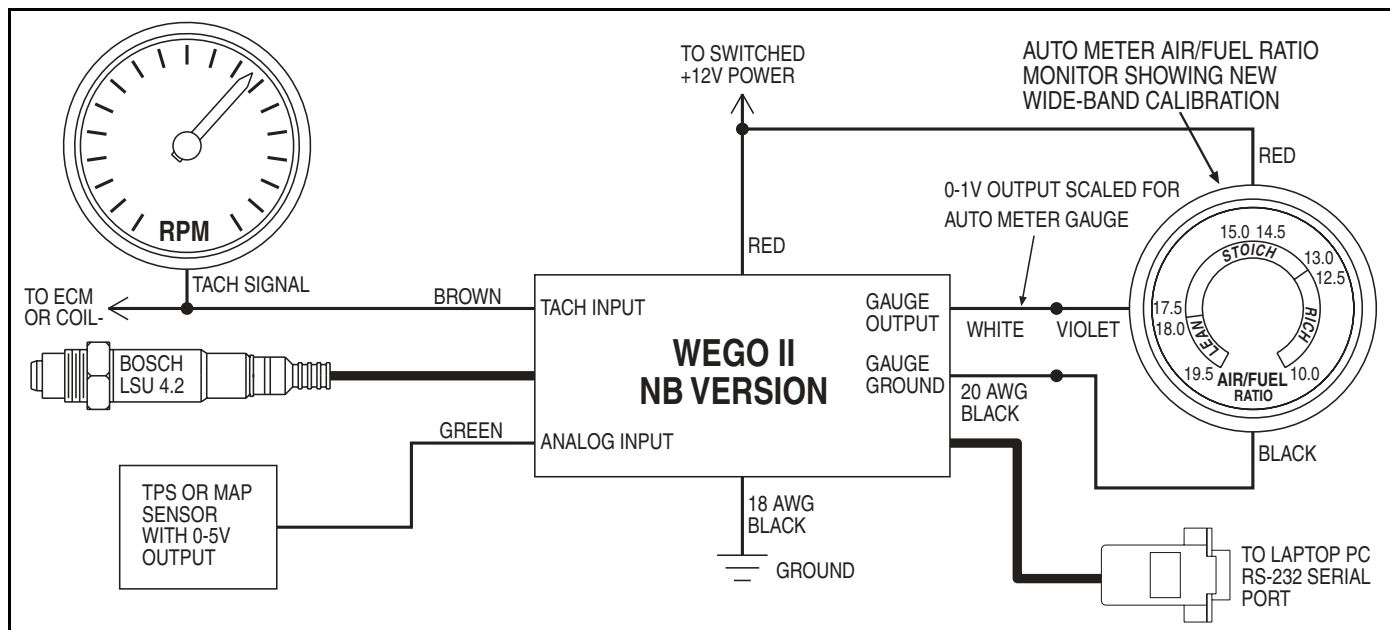 RPM
TACH SIGNAL
TO ECM
OR COIL-
BROWN
BOSCH
LSU 4.2
GREEN
TPS OR MAP
SENSOR
WITH 0-5V
OUTPUT
TO SWITCHED
+12V POWER
RED
TACH INPUT
GAUGE
OUTPUT
WEGO II
NB VERSION
GAUGE
GROUND
ANALOG INPUT
18 AWG
BLACK
GROUND
AUTO METER AIR/FUEL RATIO
MONITOR SHOWING NEW
WIDE-BAND CALIBRATION
RED
0-1V OUTPUT SCALED FOR
AUTO METER GAUGE
WHITE
VIOLET
20 AWG
BLACK
15.0 14.5
STOICH
13.0
12.5
17.5
18.0
LEAN
RICH
19.5
10.0
AIR/FUEL
RATIO
BLACK
TO LAPTOP PC
RS-232 SERIAL
PORT